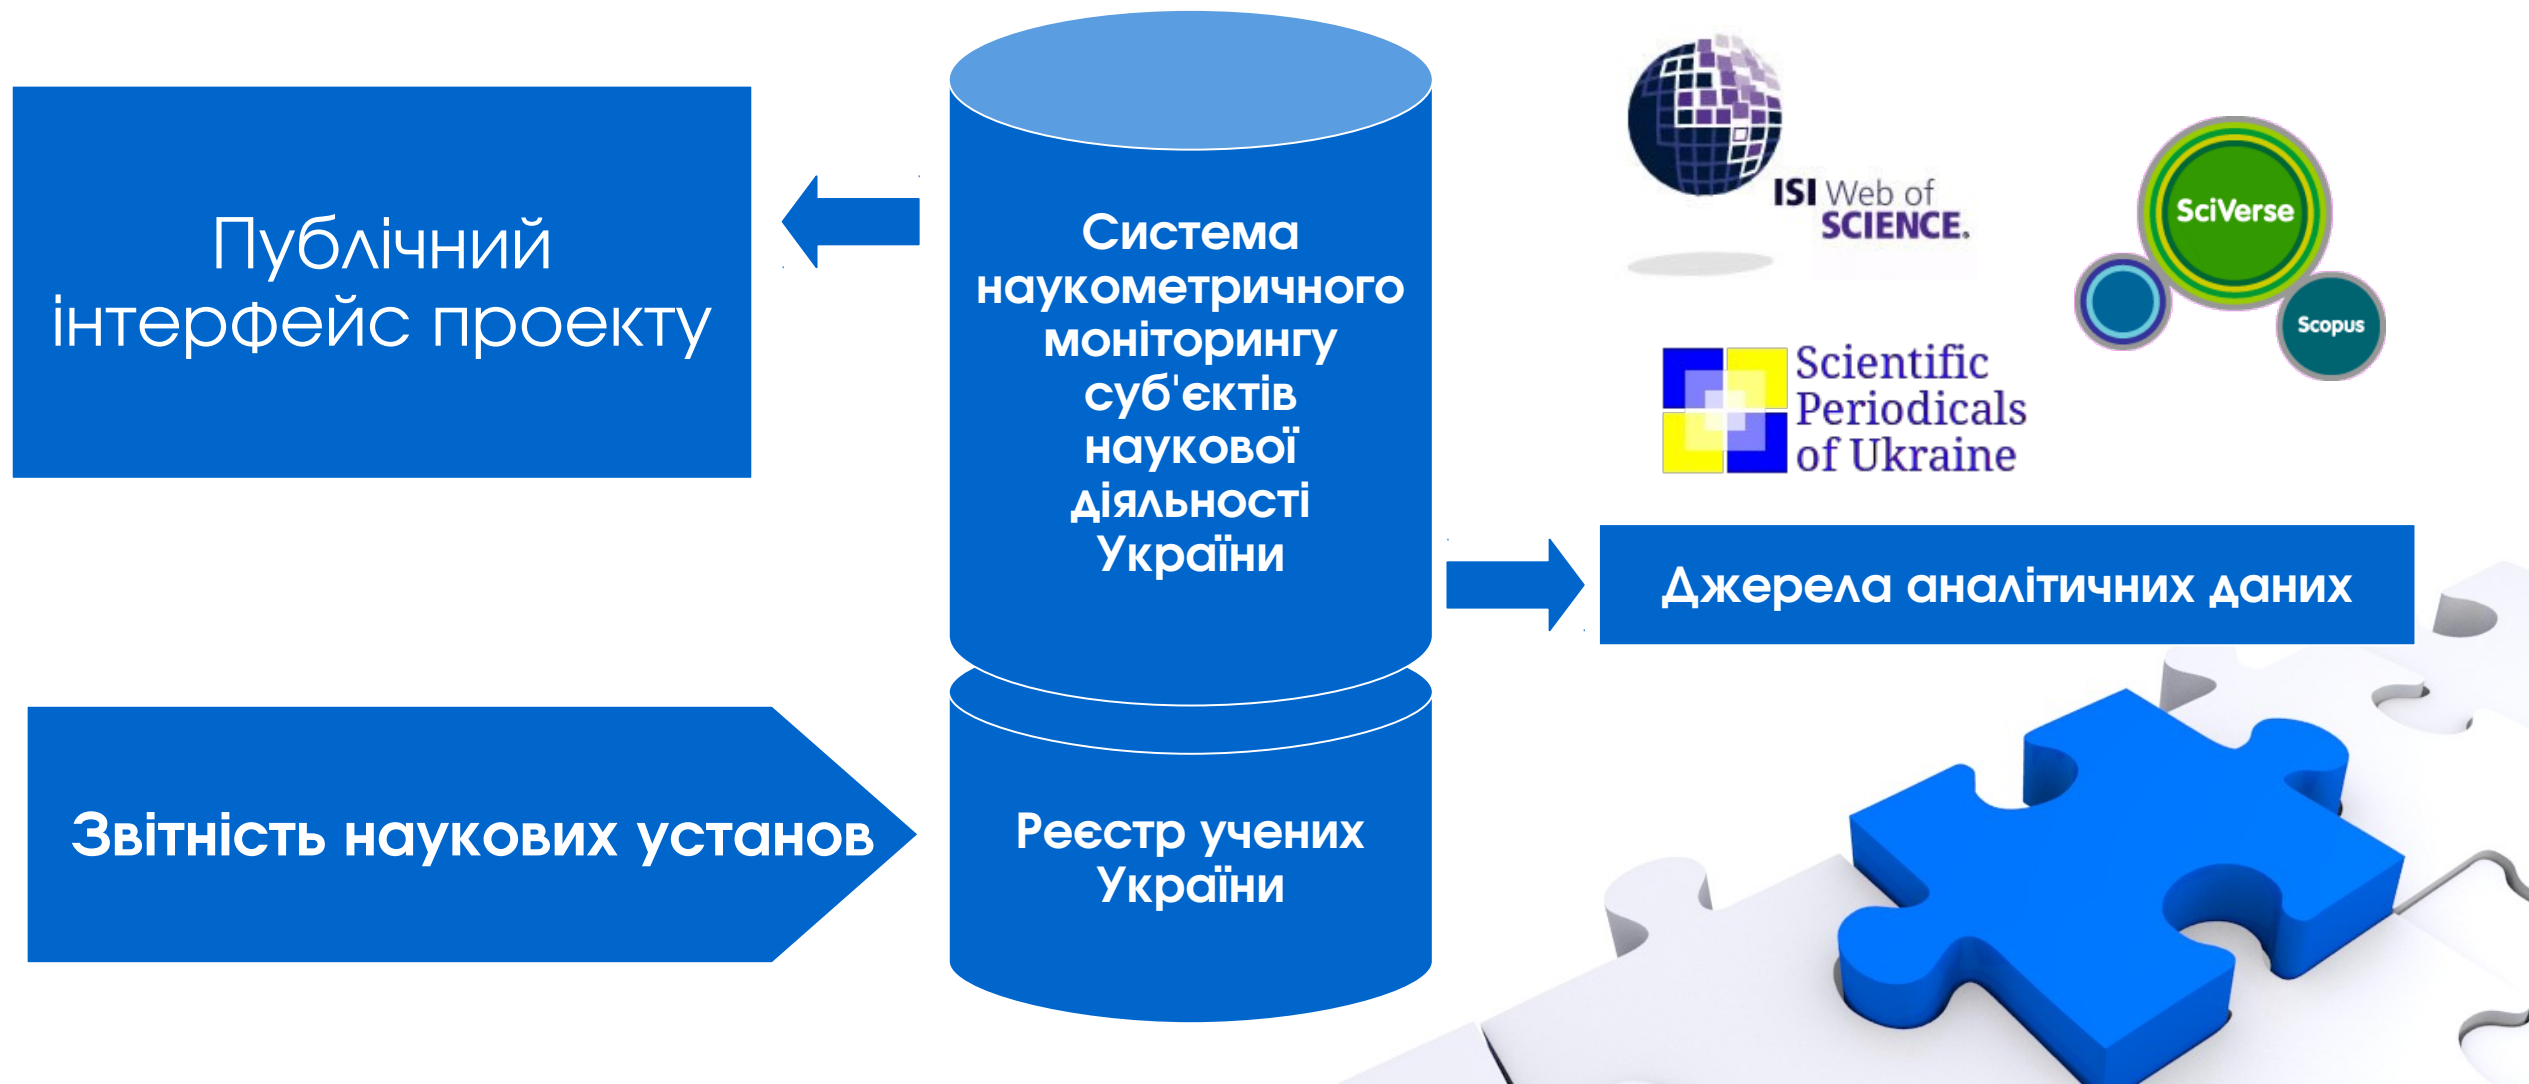 Публічний
інтерфейс проекту
Система
наукометричного
моніторингу
суб'єктів
наукової
діяльності
України
ISI Web of
SCIENCE.
SciVerse
Scopus
Scientific
Periodicals
of Ukraine
Джерела аналітичних даних
Звітність наукових установ
Реєстр учених
України